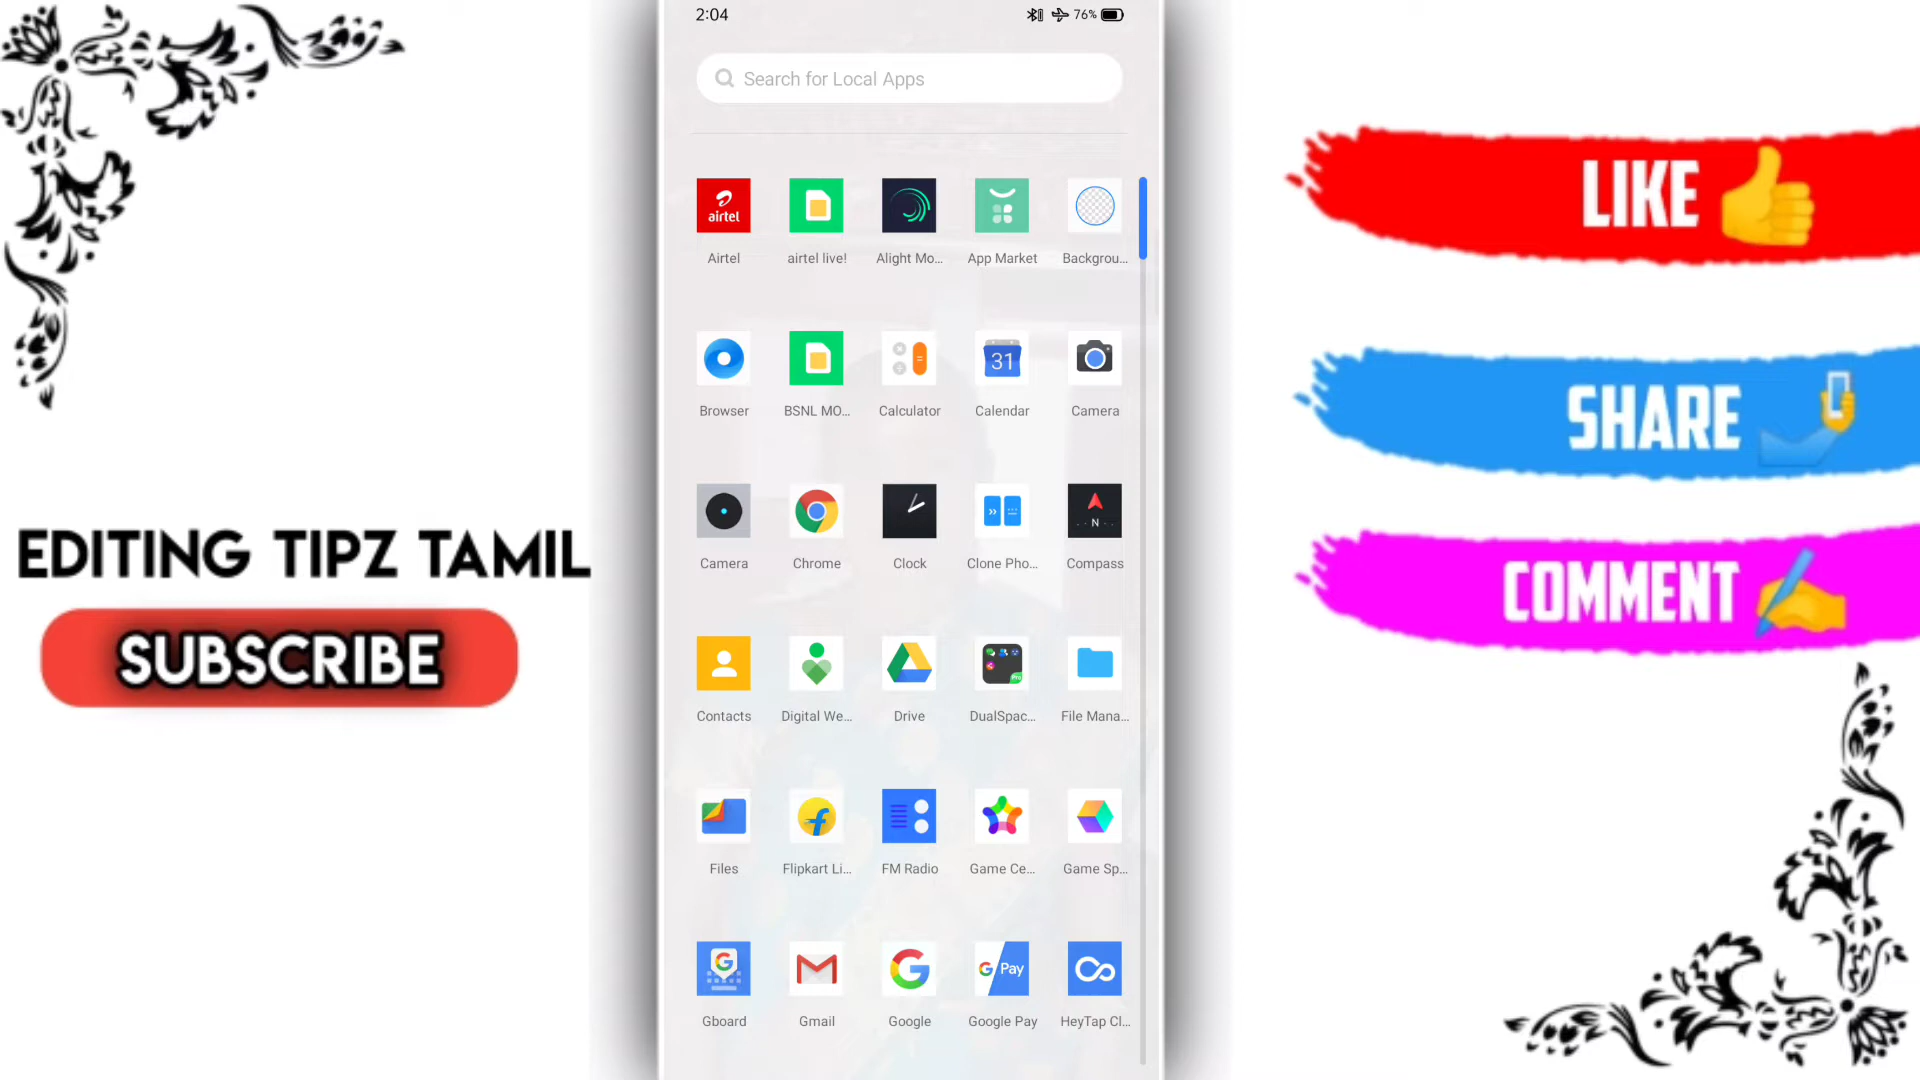 2:04
76%
Search for Local Apps
airtel
Airtel
airtel live!
Alight Mo...
App Market
Backgrou...
31
Browser
BSNL MO...
Calculator
Calendar
Camera
N
Camera
Chrome
Clock
Clone Pho...
Compass
Pro
Contacts
Digital We...
Drive
DualSpac...
File Mana...
Files
Flipkart Li...
FM Radio
Game Ce...
Game Sp...
G Pay
Gboard
Gmail
Google
Google Pay
HeyTap Cl...
EDITING TIPZ TAMIL
SUBSCRIBE
LIKE
SHARE
COMMENT